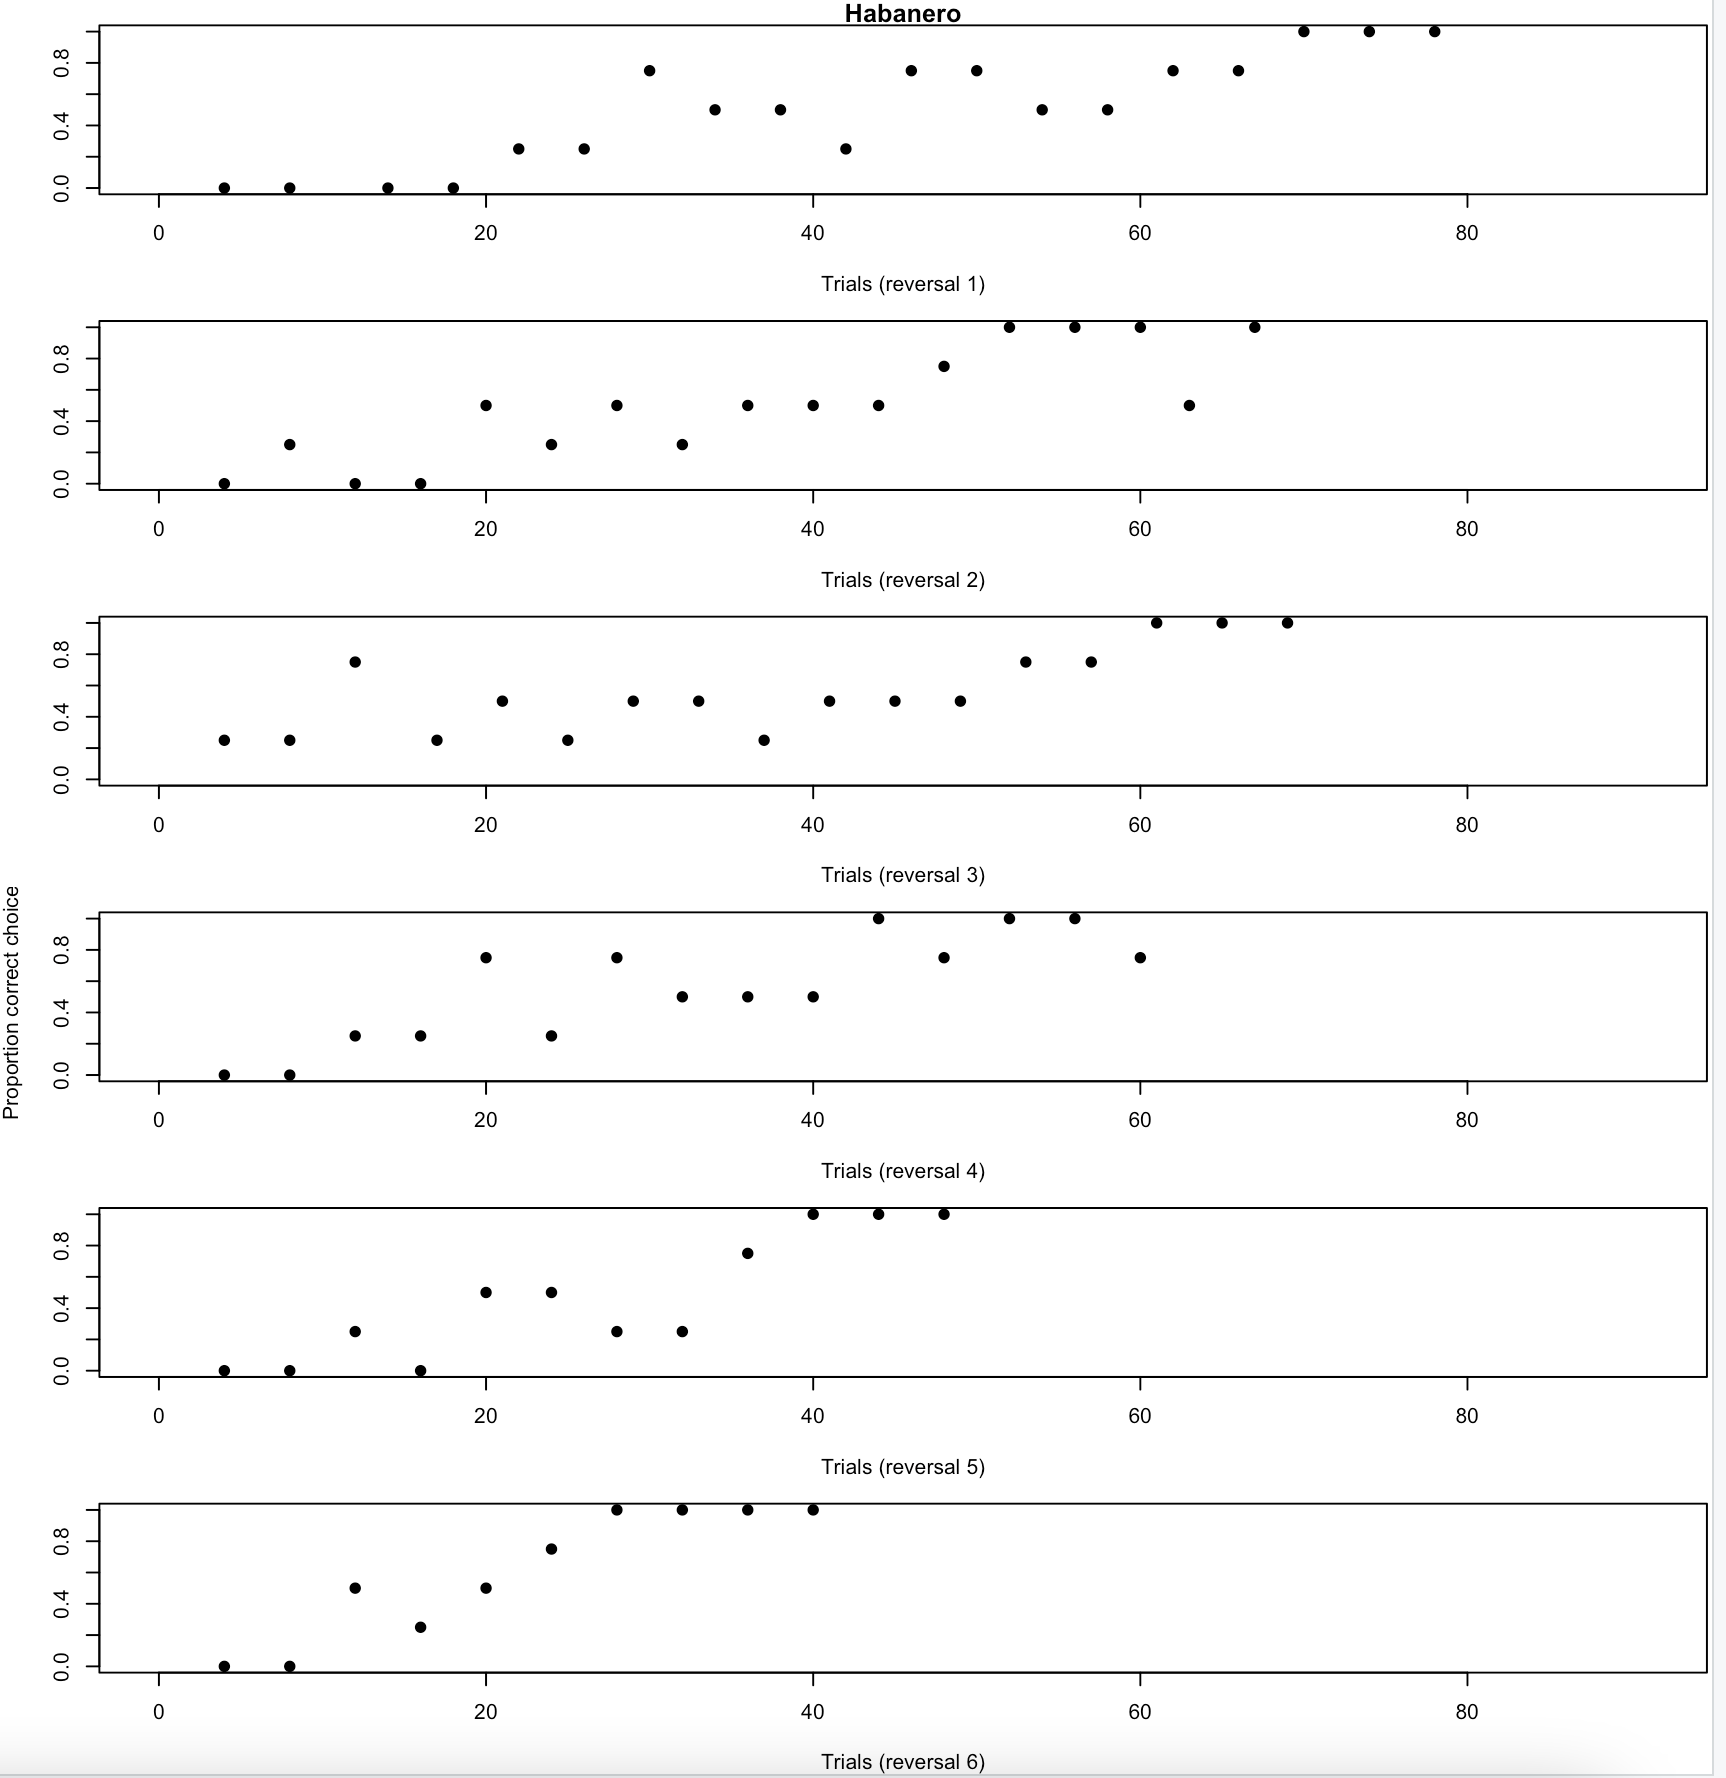 Habanero
0.0 0.4 0.8
0 20 40 60 80
Trials (reversal 1)
0.0 0.4 0.8
0 20 40 60 80
Trials (reversal 2)
0.0 0.4 0.8
0 20 40 60 80
Trials (reversal 3)
Proportion correct choice
0.0 0.4 0.8
0 20 40 60 80
Trials (reversal 4)
0.0 0.4 0.8
0 20 40 60 80
Trials (reversal 5)
0.0 0.4 0.8
0 20 40 60 80
Trials (reversal 6)